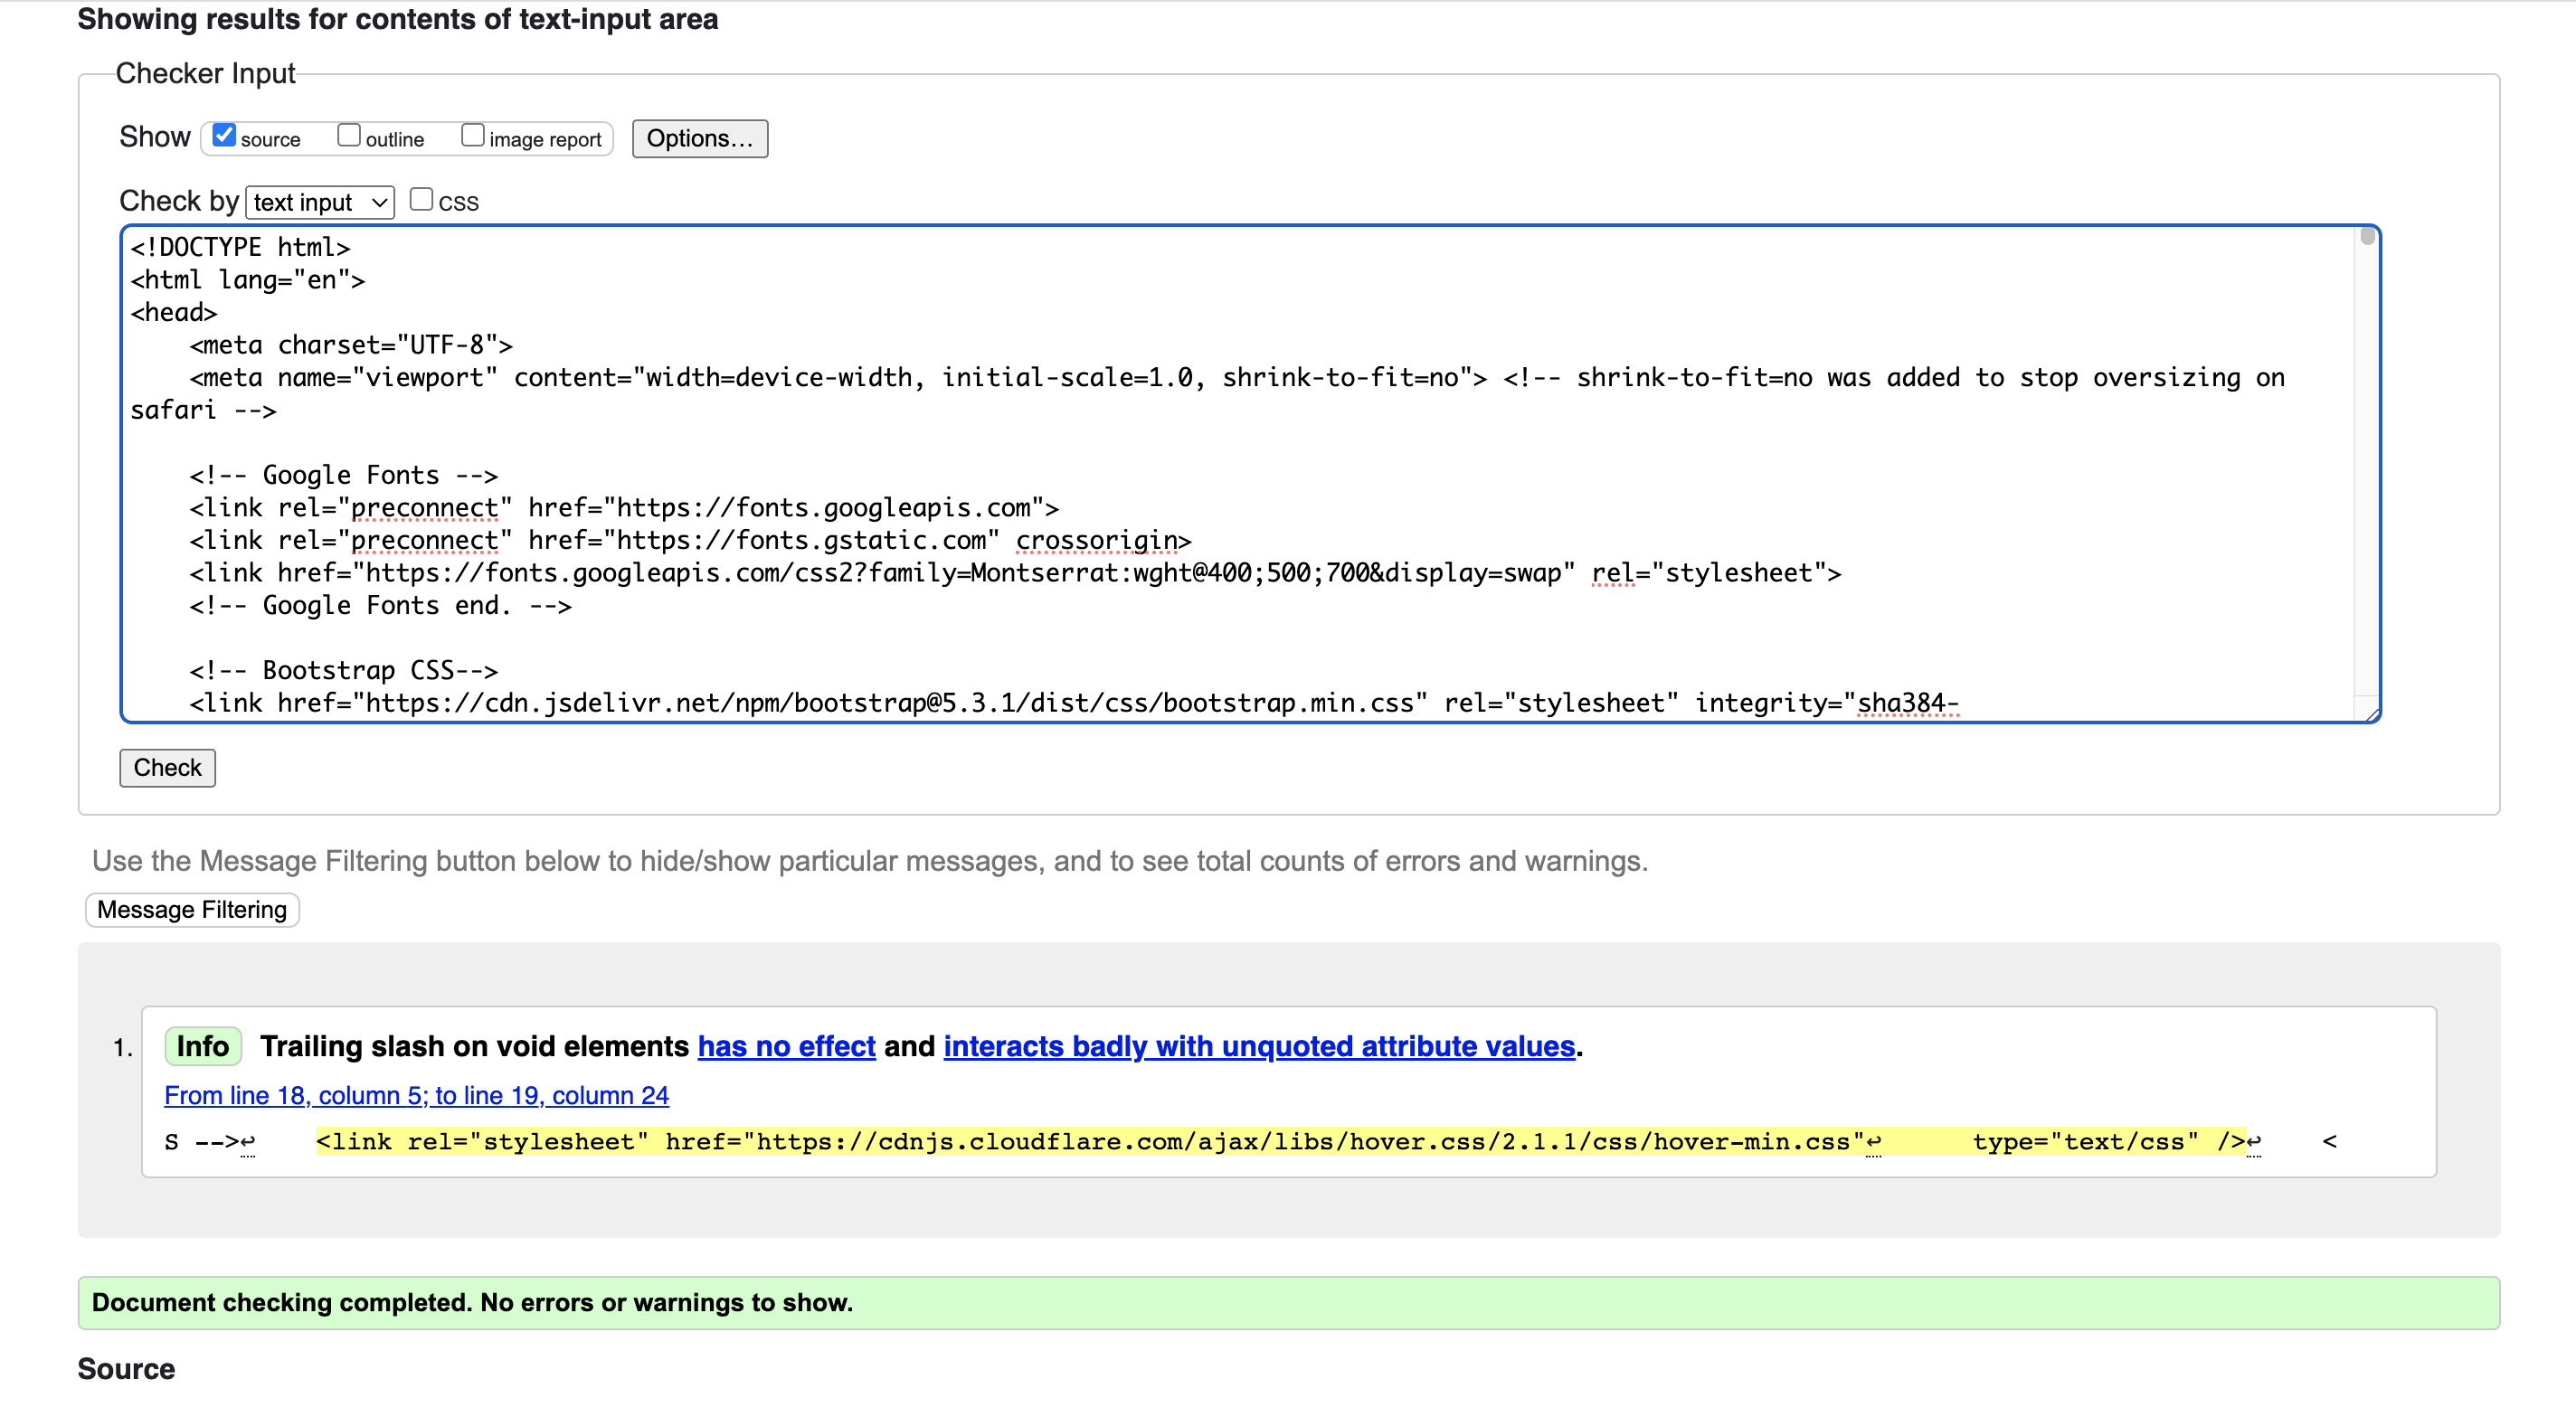 Showing results for contents of text-input area
Checker Input
Show source outline image report Options...
Check by text input CSS
<!DOCTYPE html>
<html lang="en">
<head>
    <meta charset="UTF-8">
    <meta name="viewport" content="width=device-width, initial-scale=1.0, shrink-to-fit=no"> <!-- shrink-to-fit=no was added to stop oversizing on
safari -->
    <!-- Google Fonts -->
    <link rel="preconnect" href="https://fonts.googleapis.com">
    <link rel="preconnect" href="https://fonts.gstatic.com" crossorigin>
    <link href="https://fonts.googleapis.com/css2?family=Montserrat:wght@400;500;700&display=swap" rel="stylesheet">
    <!-- Google Fonts end. -->
    <!-- Bootstrap CSS-->
    <link href="https://cdn.jsdelivr.net/npm/bootstrap@5.3.1/dist/css/bootstrap.min.css" rel="stylesheet" integrity="sha384-
Check
Use the Message Filtering button below to hide/show particular messages, and to see total counts of errors and warnings.
Message Filtering
1. Info Trailing slash on void elements has no effect and interacts badly with unquoted attribute values.
From line 18, column 5; to line 19, column 24
S -->↩    <link rel="stylesheet" href="https://cdnjs.cloudflare.com/ajax/libs/hover.css/2.1.1/css/hover-min.css"↩      type="text/css" />↩    <
Document checking completed. No errors or warnings to show.
Source